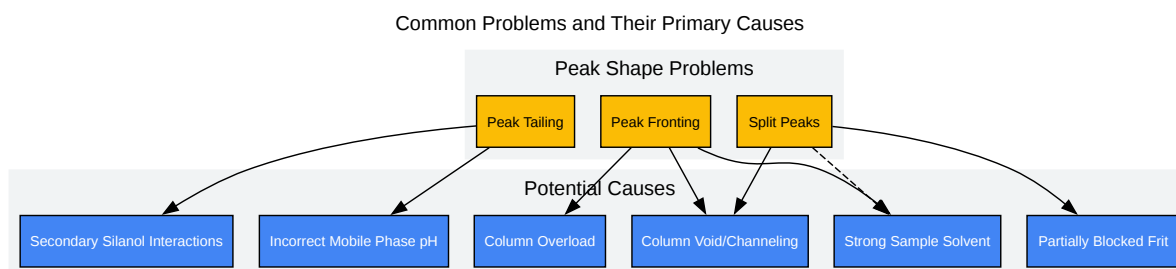 Common Problems and Their Primary Causes
Peak Shape Problems
Peak Tailing
Peak Fronting
Split Peaks
Potential Causes
Secondary Silanol Interactions
Incorrect Mobile Phase pH
Column Overload
Column Void/Channeling
Strong Sample Solvent
Partially Blocked Frit